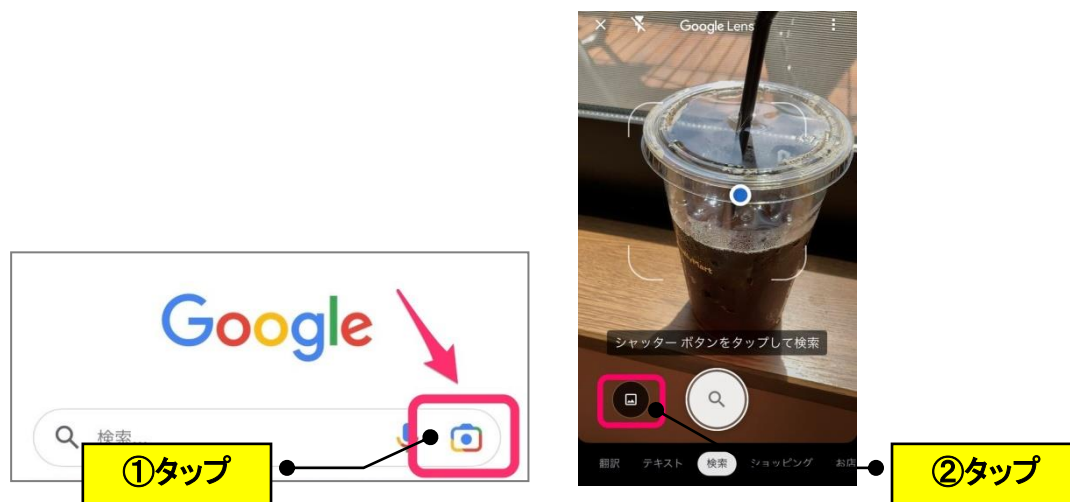 Google
検索...
①タップ
Google Lens
シャッター ボタンをタップして検索
翻訳 テキスト 検索 ショッピング お店
②タップ